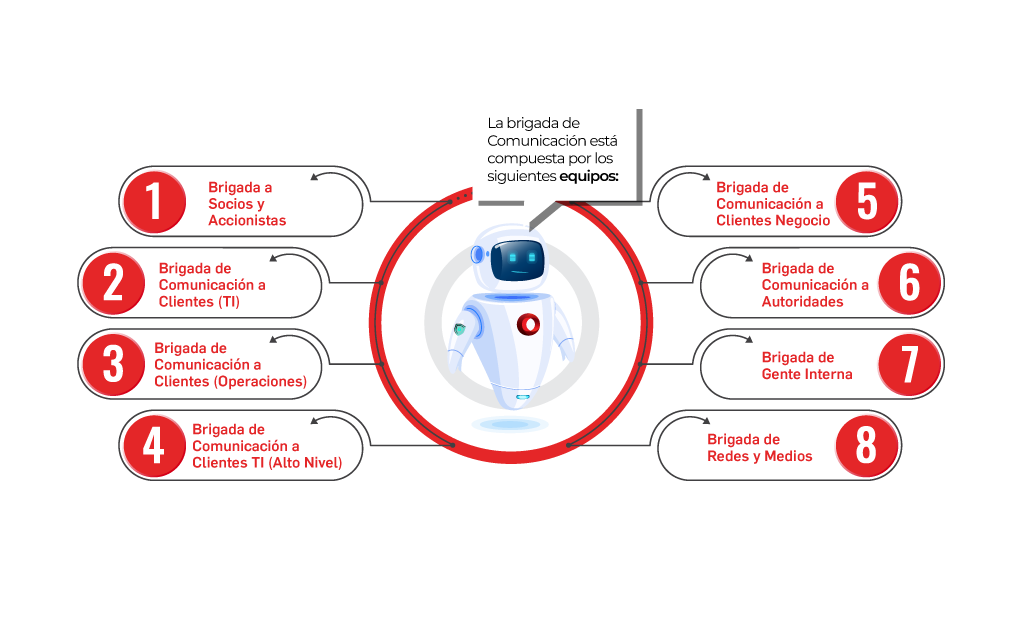 La brigada de
Comunicación está
compuesta por los
siguientes equipos:
1
Brigada a
Socios y
Accionistas
2
Brigada de
Comunicación a
Clientes (TI)
3
Brigada de
Comunicación a
Clientes (Operaciones)
4
Brigada de
Comunicación a
Clientes TI (Alto Nivel)
5
Brigada de
Comunicación a
Clientes Negocio
6
Brigada de
Comunicación a
Autoridades
7
Brigada de
Gente Interna
8
Brigada de
Redes y Medios